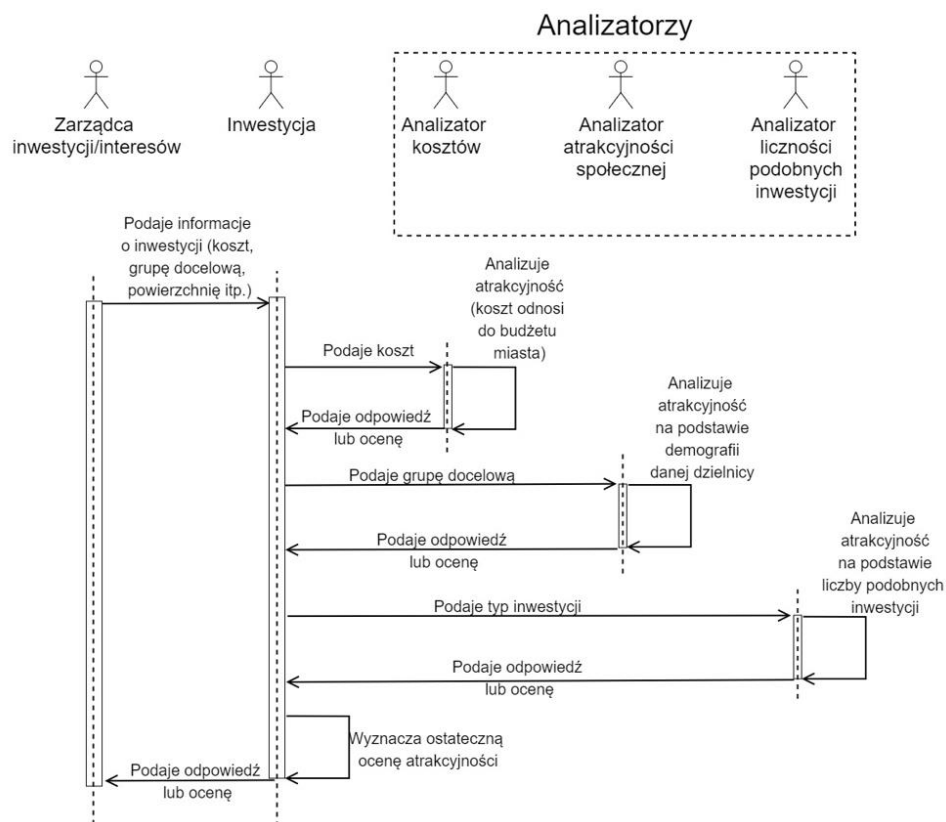 Analizatorzy
Zarządca
inwestycji/interesów
Inwestycja
Analizator
kosztów
Analizator
atrakcyjności
społecznej
Analizator
liczności
podobnych
inwestycji
Podaje informacje
o inwestycji (koszt,
grupę docelową,
powierzchnię itp.)
Analizuje
atrakcyjność
(koszt odnosi
do budżetu
miasta)
Podaje koszt
Podaje odpowiedź
lub ocenę
Analizuje
atrakcyjność
na podstawie
demografii
danej dzielnicy
Podaje grupę docelową
Podaje odpowiedź
lub ocenę
Analizuje
atrakcyjność
na podstawie
liczby podobnych
inwestycji
Podaje typ inwestycji
Podaje odpowiedź
lub ocenę
Wyznacza ostateczną
ocenę atrakcyjności
Podaje odpowiedź
lub ocenę